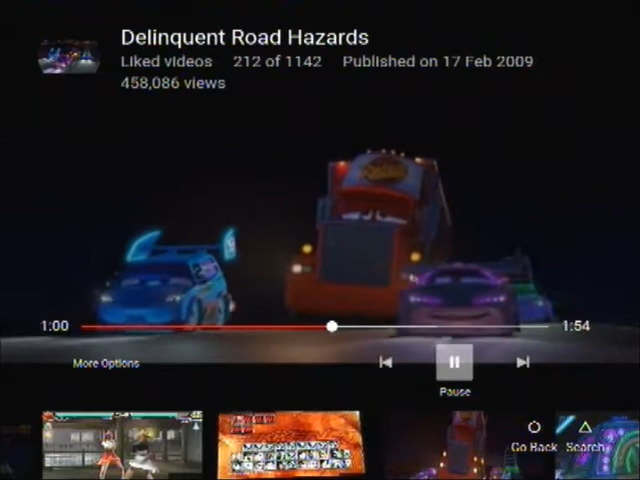 Delinquent Road Hazards
Liked videos 212 of 1142 Published on 17 Feb 2009
458,086 views
1:00 1:54
More Options
Pause
Go Back Search